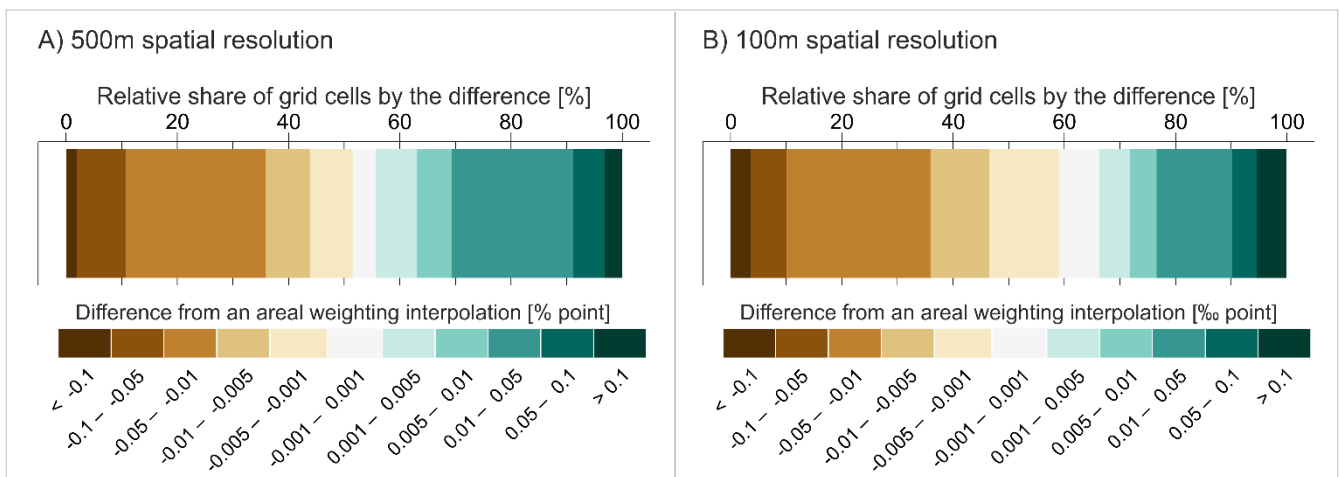 A) 500m spatial resolution
Relative share of grid cells by the difference [%]
0 20 40 60 80 100
Difference from an areal weighting interpolation [% point]
< -0.1
-0.1 – -0.05
-0.05 – -0.01
-0.01 – -0.005
-0.005 – -0.001
-0.001 – 0.001
0.001 – 0.005
0.005 – 0.01
0.01 – 0.05
0.05 – 0.1
> 0.1
B) 100m spatial resolution
Relative share of grid cells by the difference [%]
0 20 40 60 80 100
Difference from an areal weighting interpolation [‰ point]
< -0.1
-0.1 – -0.05
-0.05 – -0.01
-0.01 – -0.005
-0.005 – -0.001
-0.001 – 0.001
0.001 – 0.005
0.005 – 0.01
0.01 – 0.05
0.05 – 0.1
> 0.1